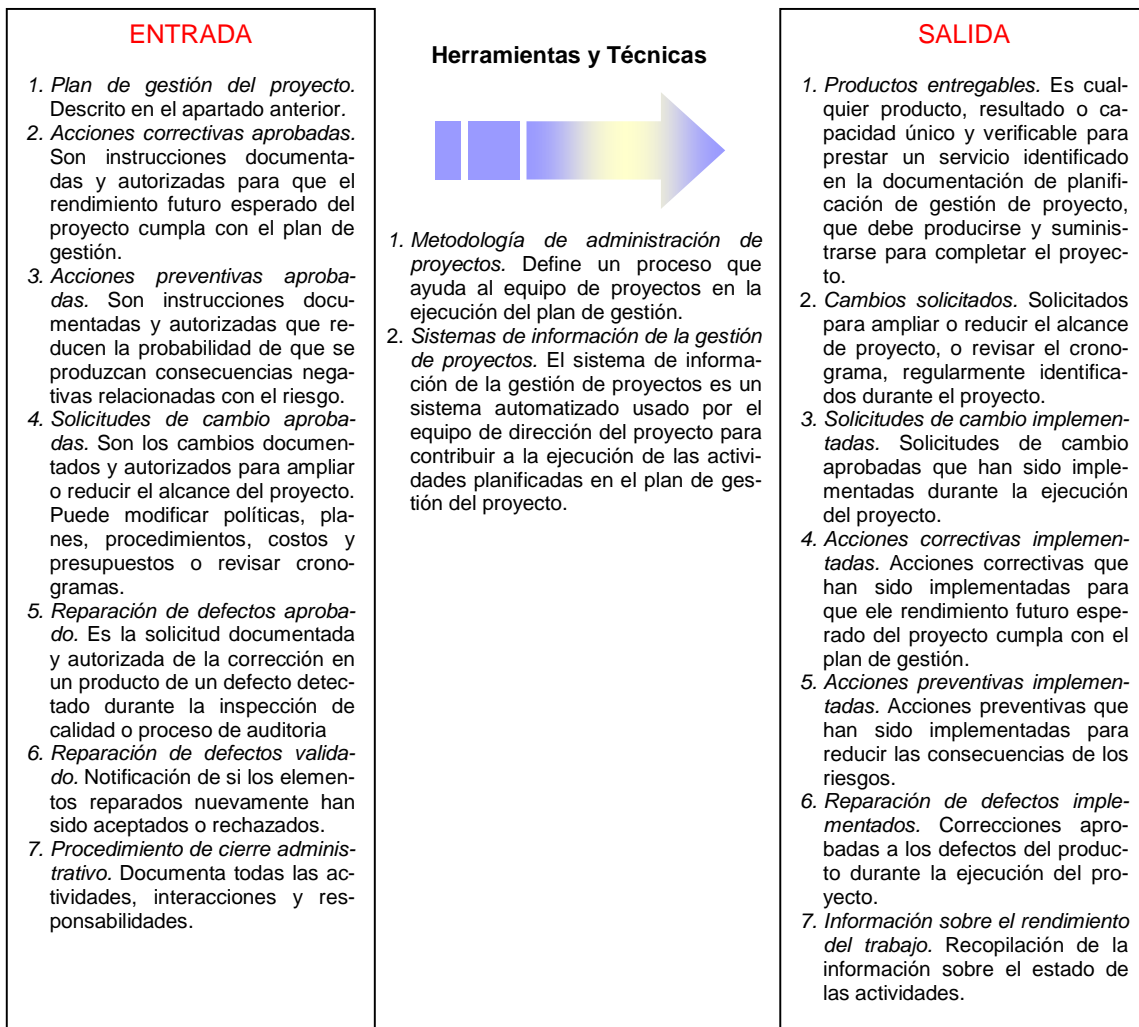 ENTRADA
1. Plan de gestión del proyecto.
Descrito en el apartado anterior.
2. Acciones correctivas aprobadas.
Son instrucciones documenta-
das y autorizadas para que el
rendimiento futuro esperado del
proyecto cumpla con el plan de
gestión.
3. Acciones preventivas aproba-
das. Son instrucciones docu-
mentadas y autorizadas que re-
ducen la probabilidad de que se
produzcan consecuencias nega-
tivas relacionadas con el riesgo.
4. Solicitudes de cambio aproba-
das. Son los cambios documen-
tados y autorizados para ampliar
o reducir el alcance del proyecto.
Puede modificar políticas, pla-
nes, procedimientos, costos y
presupuestos o revisar crono-
gramas.
5. Reparación de defectos aproba-
do. Es la solicitud documentada
y autorizada de la corrección en
un producto de un defecto detec-
tado durante la inspección de
calidad o proceso de auditoria
6. Reparación de defectos valida-
do. Notificación de si los elemen-
tos reparados nuevamente han
sido aceptados o rechazados.
7. Procedimiento de cierre adminis-
trativo. Documenta todas las ac-
tividades, interacciones y res-
ponsabilidades.
Herramientas y Técnicas
1. Metodología de administración de
proyectos. Define un proceso que
ayuda al equipo de proyectos en la
ejecución del plan de gestión.
2. Sistemas de información de la gestión
de proyectos. El sistema de informa-
ción de la gestión de proyectos es un
sistema automatizado usado por el
equipo de dirección del proyecto para
contribuir a la ejecución de las activi-
dades planificadas en el plan de ges-
tión del proyecto.
SALIDA
1. Productos entregables. Es cual-
quier producto, resultado o ca-
pacidad único y verificable para
prestar un servicio identificado
en la documentación de planifi-
cación de gestión de proyecto,
que debe producirse y suminis-
trarse para completar el proyec-
to.
2. Cambios solicitados. Solicitados
para ampliar o reducir el alcance
de proyecto, o revisar el crono-
grama, regularmente identifica-
dos durante el proyecto.
3. Solicitudes de cambio implemen-
tadas. Solicitudes de cambio
aprobadas que han sido imple-
mentadas durante la ejecución
del proyecto.
4. Acciones correctivas implemen-
tadas. Acciones correctivas que
han sido implementadas para
que ele rendimiento futuro espe-
rado del proyecto cumpla con el
plan de gestión.
5. Acciones preventivas implemen-
tadas. Acciones preventivas que
han sido implementadas para
reducir las consecuencias de los
riesgos.
6. Reparación de defectos imple-
mentados. Correcciones apro-
badas a los defectos del produc-
to durante la ejecución del pro-
yecto.
7. Información sobre el rendimiento
del trabajo. Recopilación de la
información sobre el estado de
las actividades.